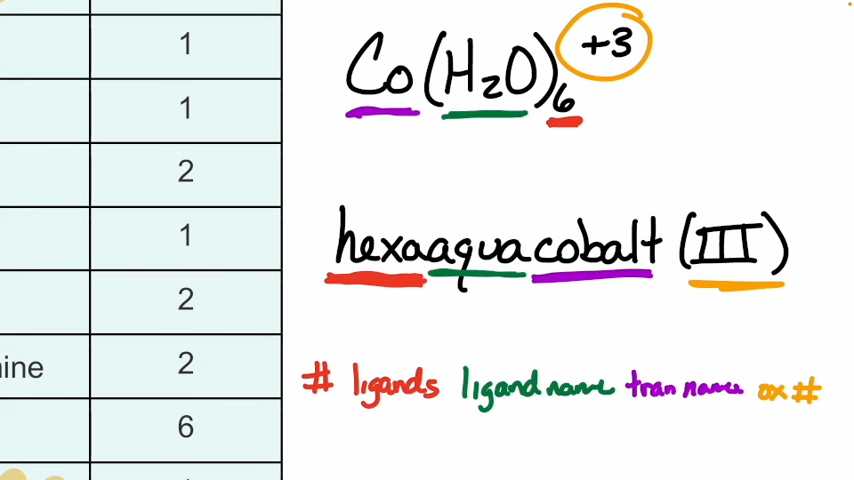 1
1
2
1
2
mine 2
6
Co(H₂O)₆ +3
hexaaquacobalt (III)
# ligands ligand name tran name ox #